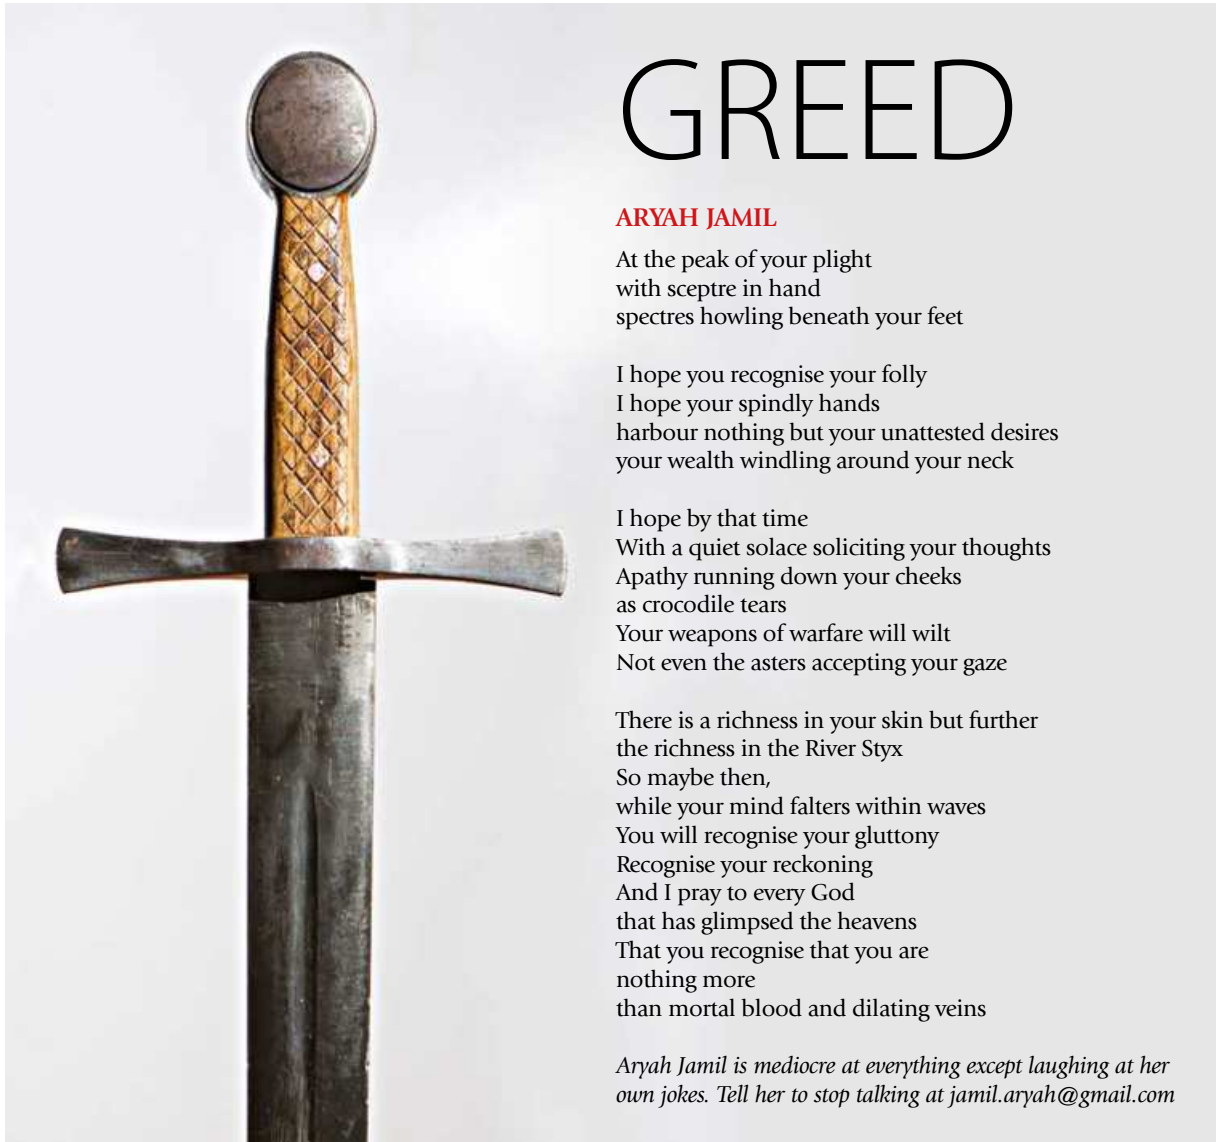 GREED
ARYAH JAMIL
At the peak of your plight
with sceptre in hand
spectres howling beneath your feet
I hope you recognise your folly
I hope your spindly hands
harbour nothing but your unattested desires
your wealth windling around your neck
I hope by that time
With a quiet solace soliciting your thoughts
Apathy running down your cheeks
as crocodile tears
Your weapons of warfare will wilt
Not even the asters accepting your gaze
There is a richness in your skin but further
the richness in the River Styx
So maybe then,
while your mind falters within waves
You will recognise your gluttony
Recognise your reckoning
And I pray to every God
that has glimpsed the heavens
That you recognise that you are
nothing more
than mortal blood and dilating veins
Aryah Jamil is mediocre at everything except laughing at her
own jokes. Tell her to stop talking at jamil.aryah@gmail.com